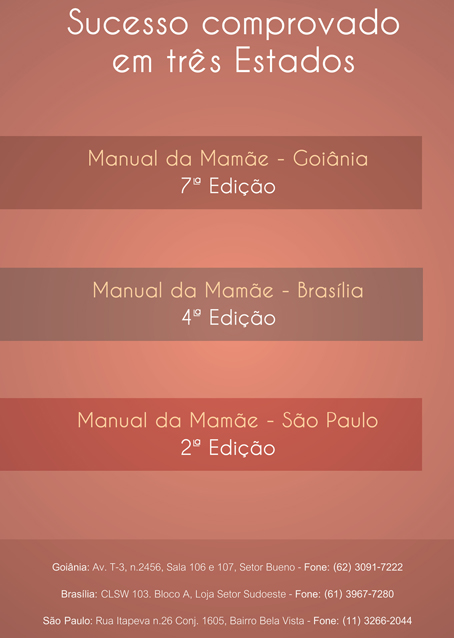 Sucesso comprovado
em três Estados
Manual da Mamãe - Goiânia
7ª Edição
Manual da Mamãe - Brasília
4ª Edição
Manual da Mamãe - São Paulo
2ª Edição
Goiânia: Av. T-3, n.2456, Sala 106 e 107, Setor Bueno - Fone: (62) 3091-7222
Brasília: CLSW 103. Bloco A, Loja Setor Sudoeste - Fone: (61) 3967-7280
São Paulo: Rua Itapeva n.26 Conj. 1605, Bairro Bela Vista - Fone: (11) 3266-2044